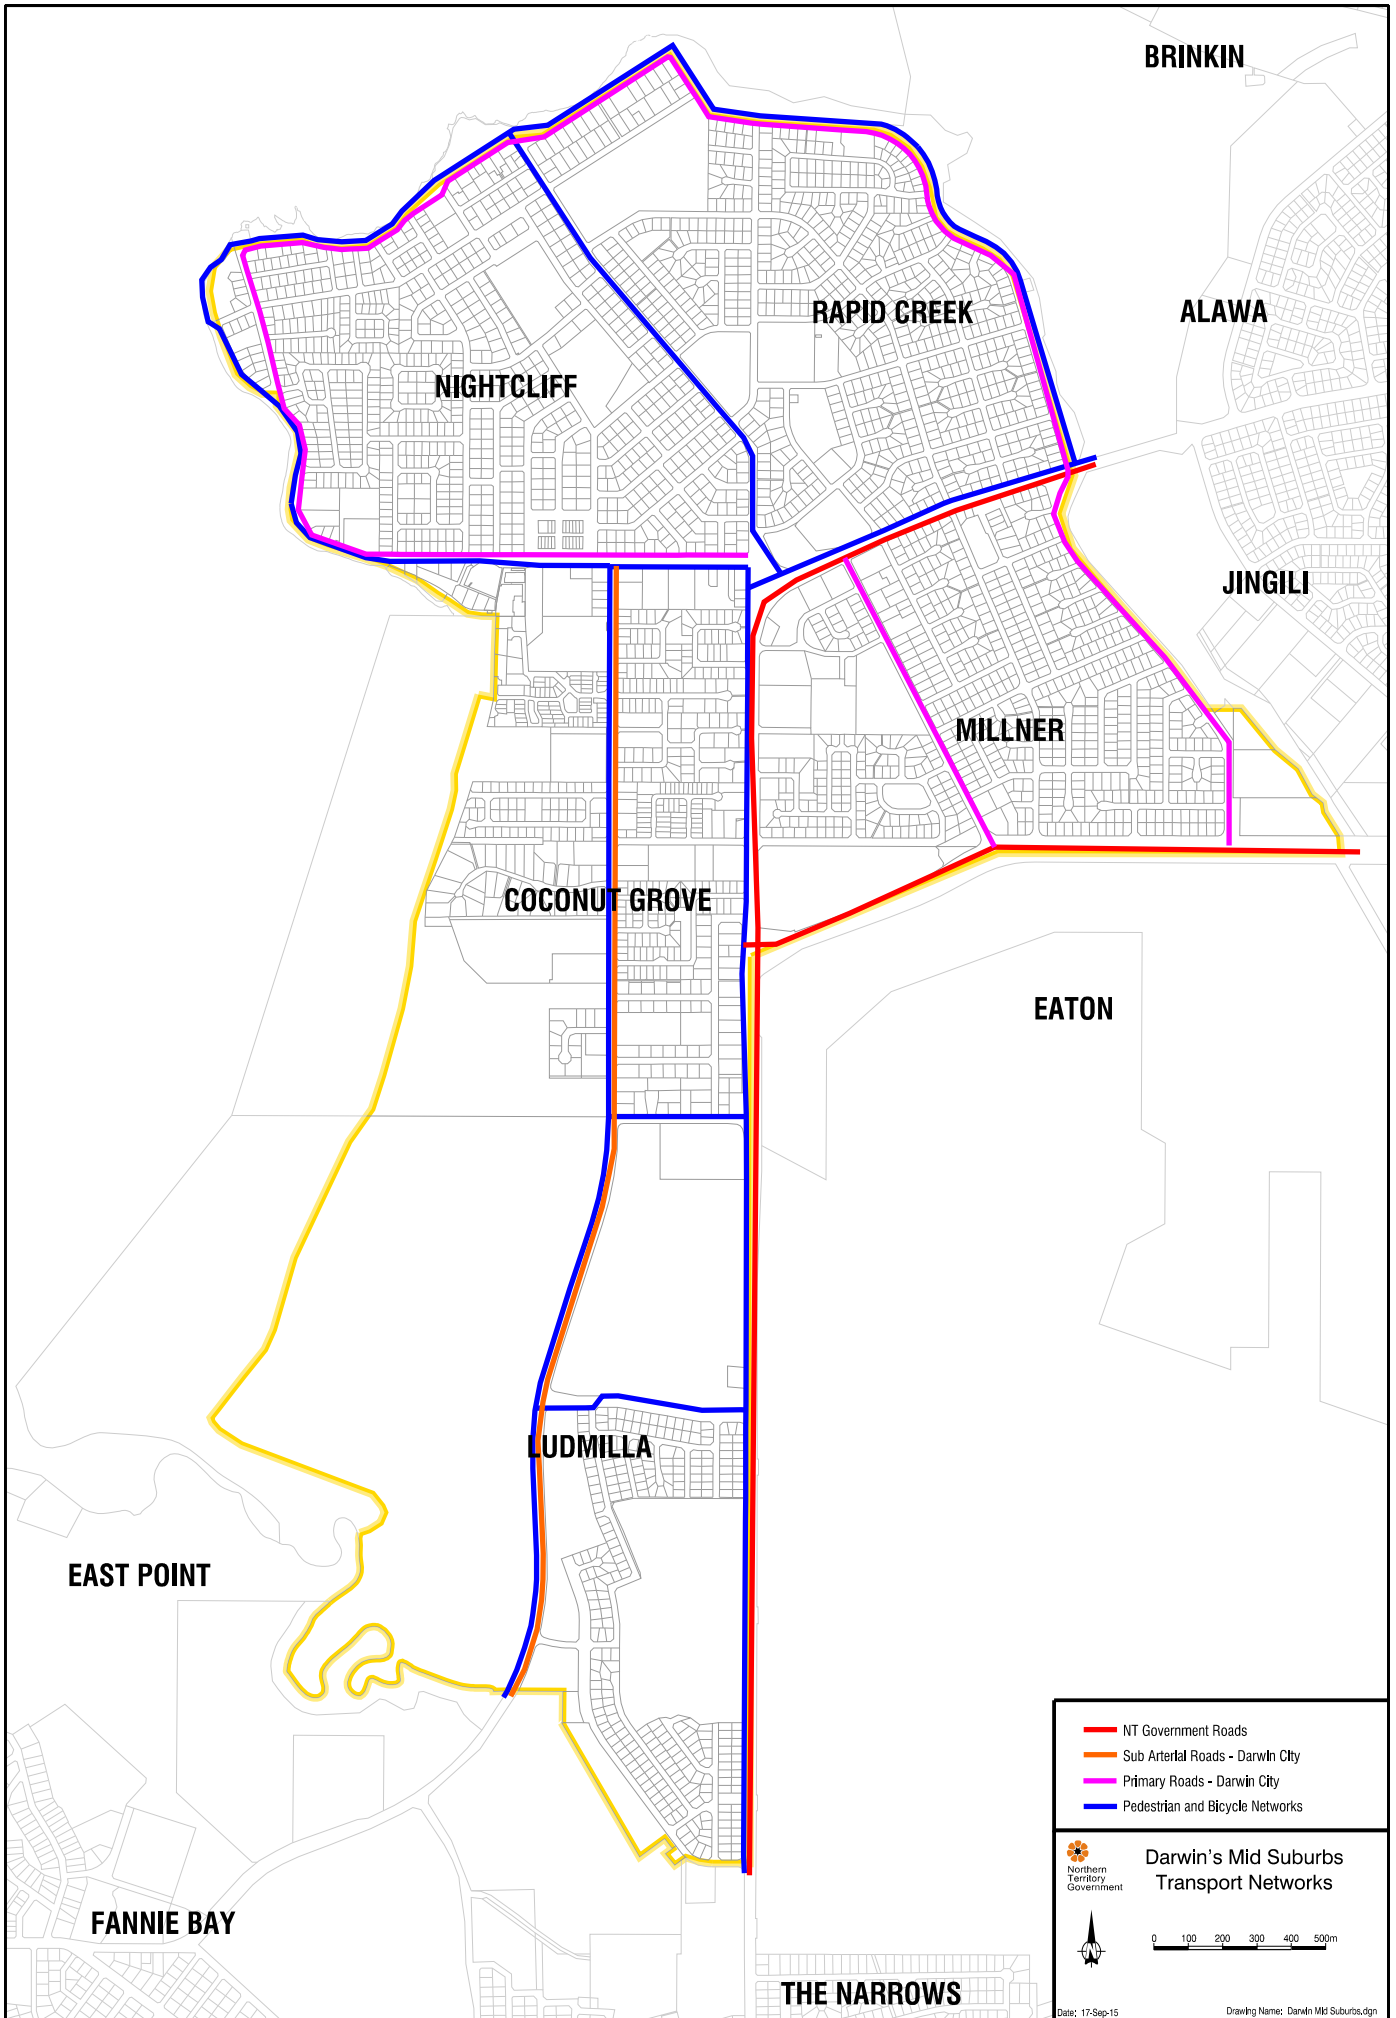 BRINKIN
ALAWA
RAPID CREEK
NIGHTCLIFF
JINGILI
MILLNER
COCONUT GROVE
EATON
LUDMILLA
EAST POINT
FANNIE BAY
THE NARROWS
NT Government Roads
Sub Arterial Roads - Darwin City
Primary Roads - Darwin City
Pedestrian and Bicycle Networks
Northern
Territory
Government
Darwin's Mid Suburbs
Transport Networks
N
0 100 200 300 400 500m
Date: 17-Sep-15
Drawing Name: Darwin Mid Suburbs.dgn